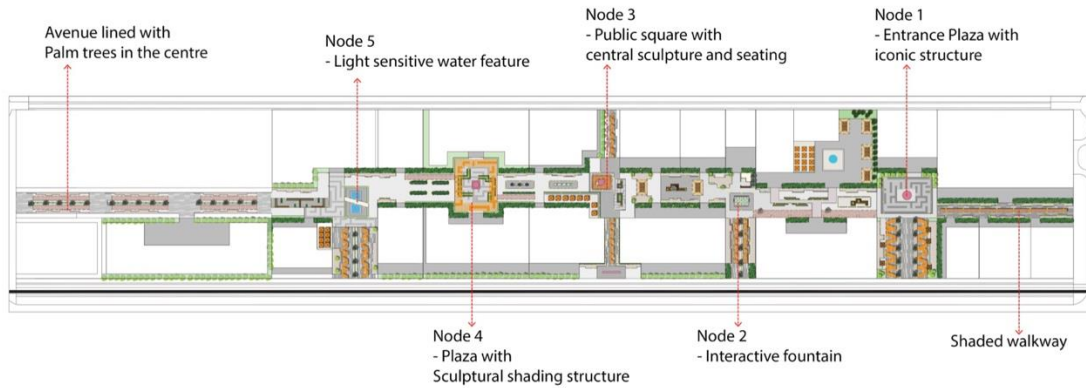 Avenue lined with
Palm trees in the centre
Node 5
- Light sensitive water feature
Node 3
- Public square with
central sculpture and seating
Node 1
- Entrance Plaza with
iconic structure
Node 4
- Plaza with
Sculptural shading structure
Node 2
- Interactive fountain
Shaded walkway